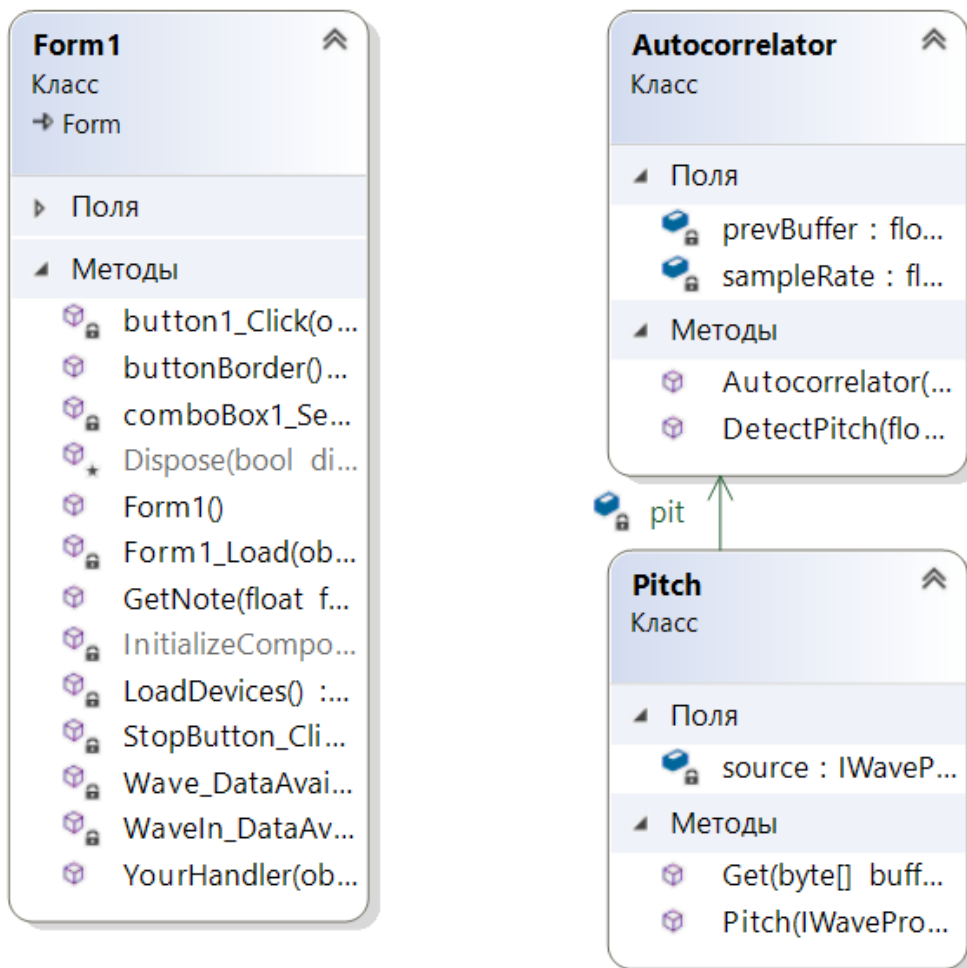 Form1
Класс
Form
Поля
Методы
button1_Click(o...
buttonBorder()...
comboBox1_Se...
Dispose(bool di...
Form1()
Form1_Load(ob...
GetNote(float f...
InitializeCompo...
LoadDevices() :...
StopButton_Cli...
Wave_DataAvai...
WaveIn_DataAv...
YourHandler(ob...
Autocorrelator
Класс
Поля
prevBuffer : flo...
sampleRate : fl...
Методы
Autocorrelator(...
DetectPitch(flo...
pit
Pitch
Класс
Поля
source : IWaveP...
Методы
Get(byte[] buff...
Pitch(IWavePro...